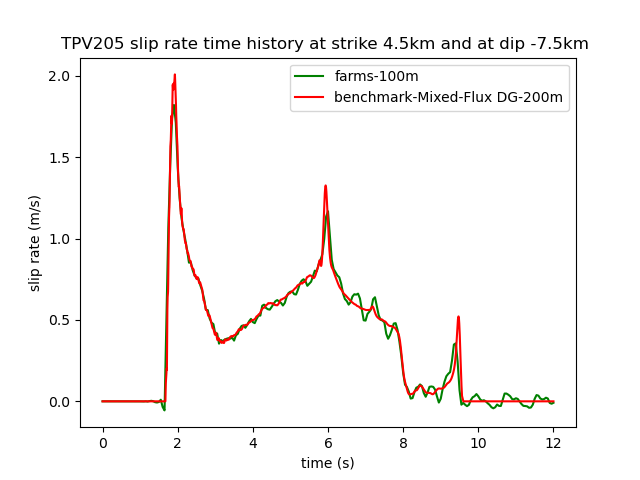 TPV205 slip rate time history at strike 4.5km and at dip -7.5km
farms-100m
benchmark-Mixed-Flux DG-200m
2.0
1.5
1.0
0.5
0.0
slip rate (m/s)
0 2 4 6 8 10 12
time (s)